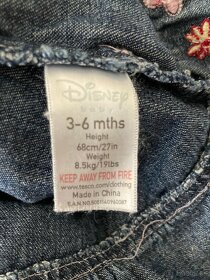 Disney
BABY
3-6 mths
Height
68cm/27in
Weight
8.5kg/19lbs
KEEP AWAY FROM FIRE
www.tesco.com/clothing
Made in China